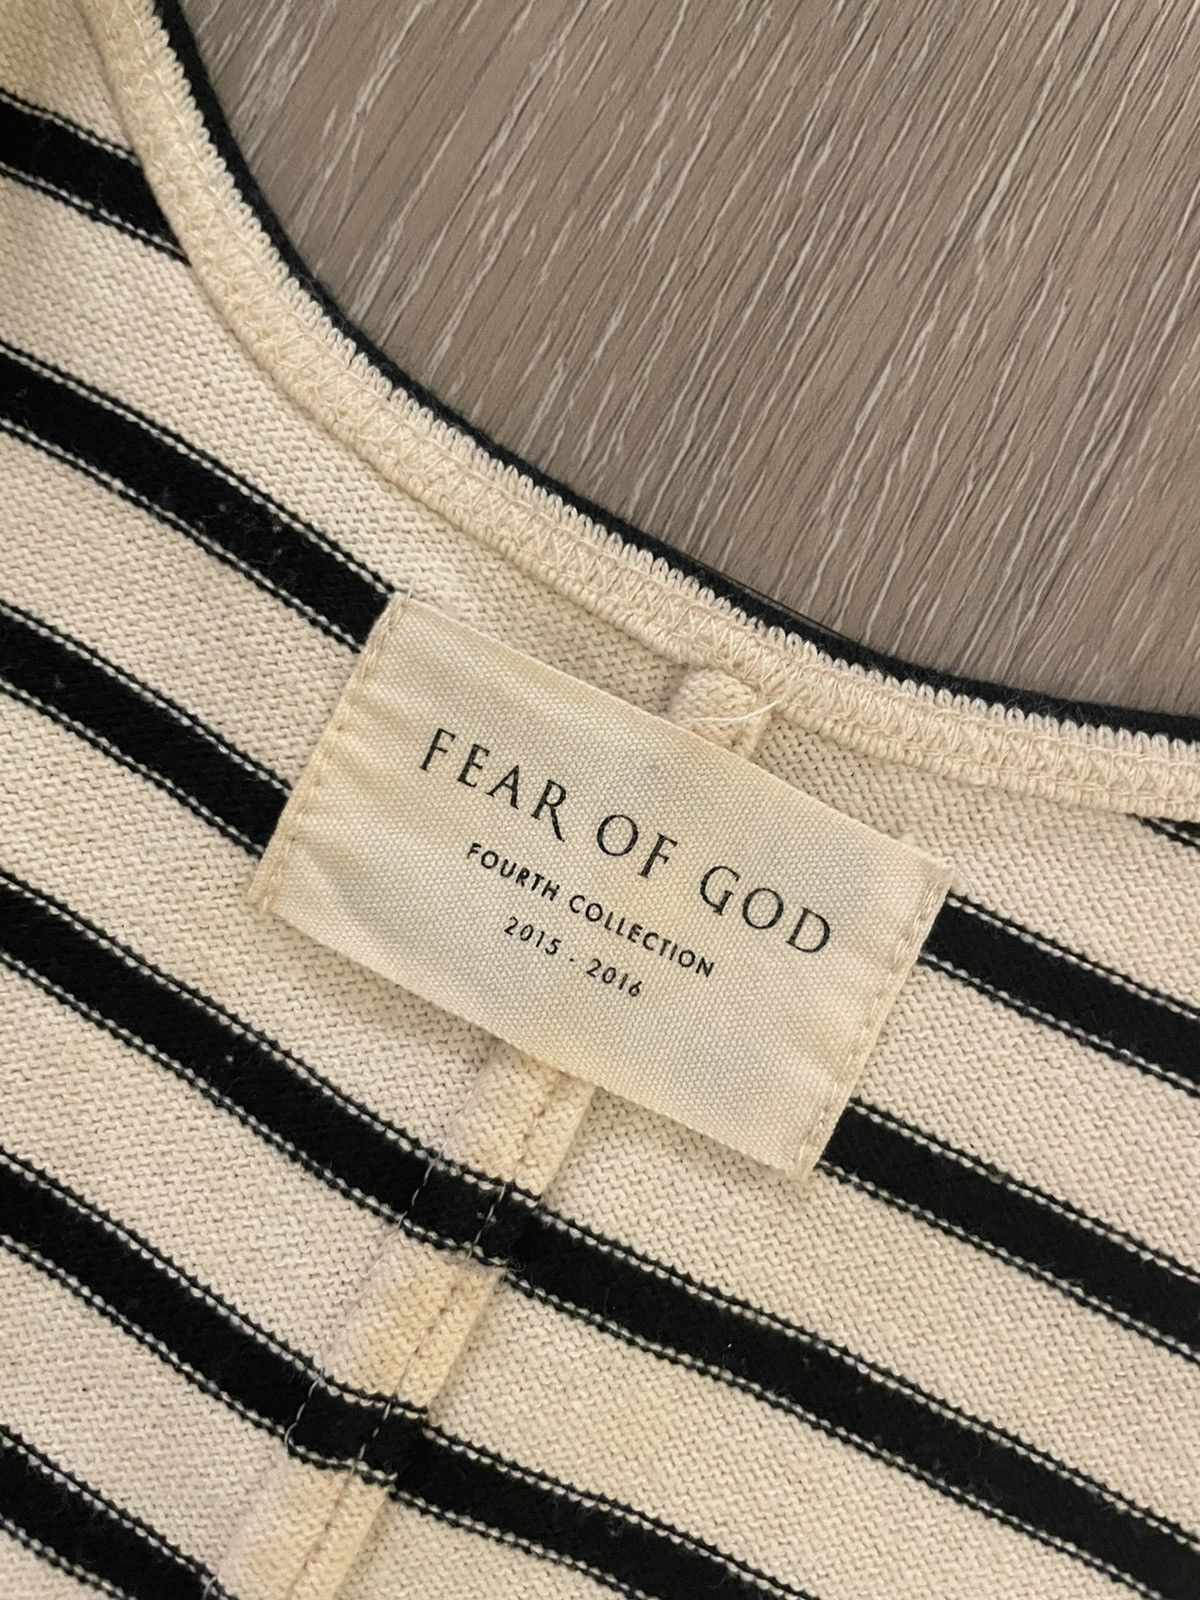 FEAR OF GOD
FOURTH COLLECTION
2015 - 2016